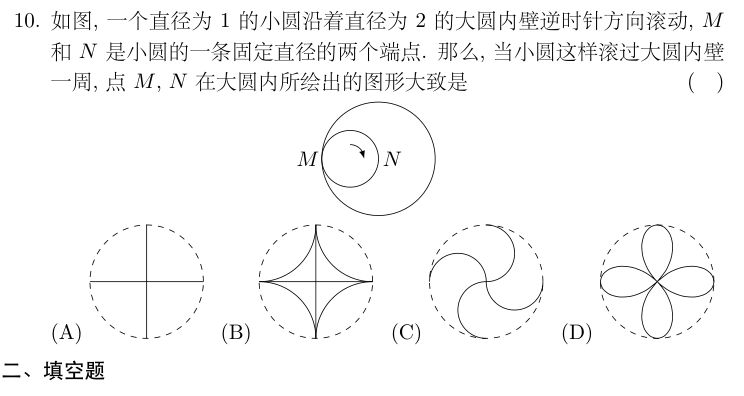 10. 如图, 一个直径为 1 的小圆沿着直径为 2 的大圆内壁逆时针方向滚动, M
和 N 是小圆的一条固定直径的两个端点. 那么, 当小圆这样滚过大圆内壁
一周, 点 M, N 在大圆内所绘出的图形大致是 ( )
M N
(A) (B) (C) (D)
二、填空题